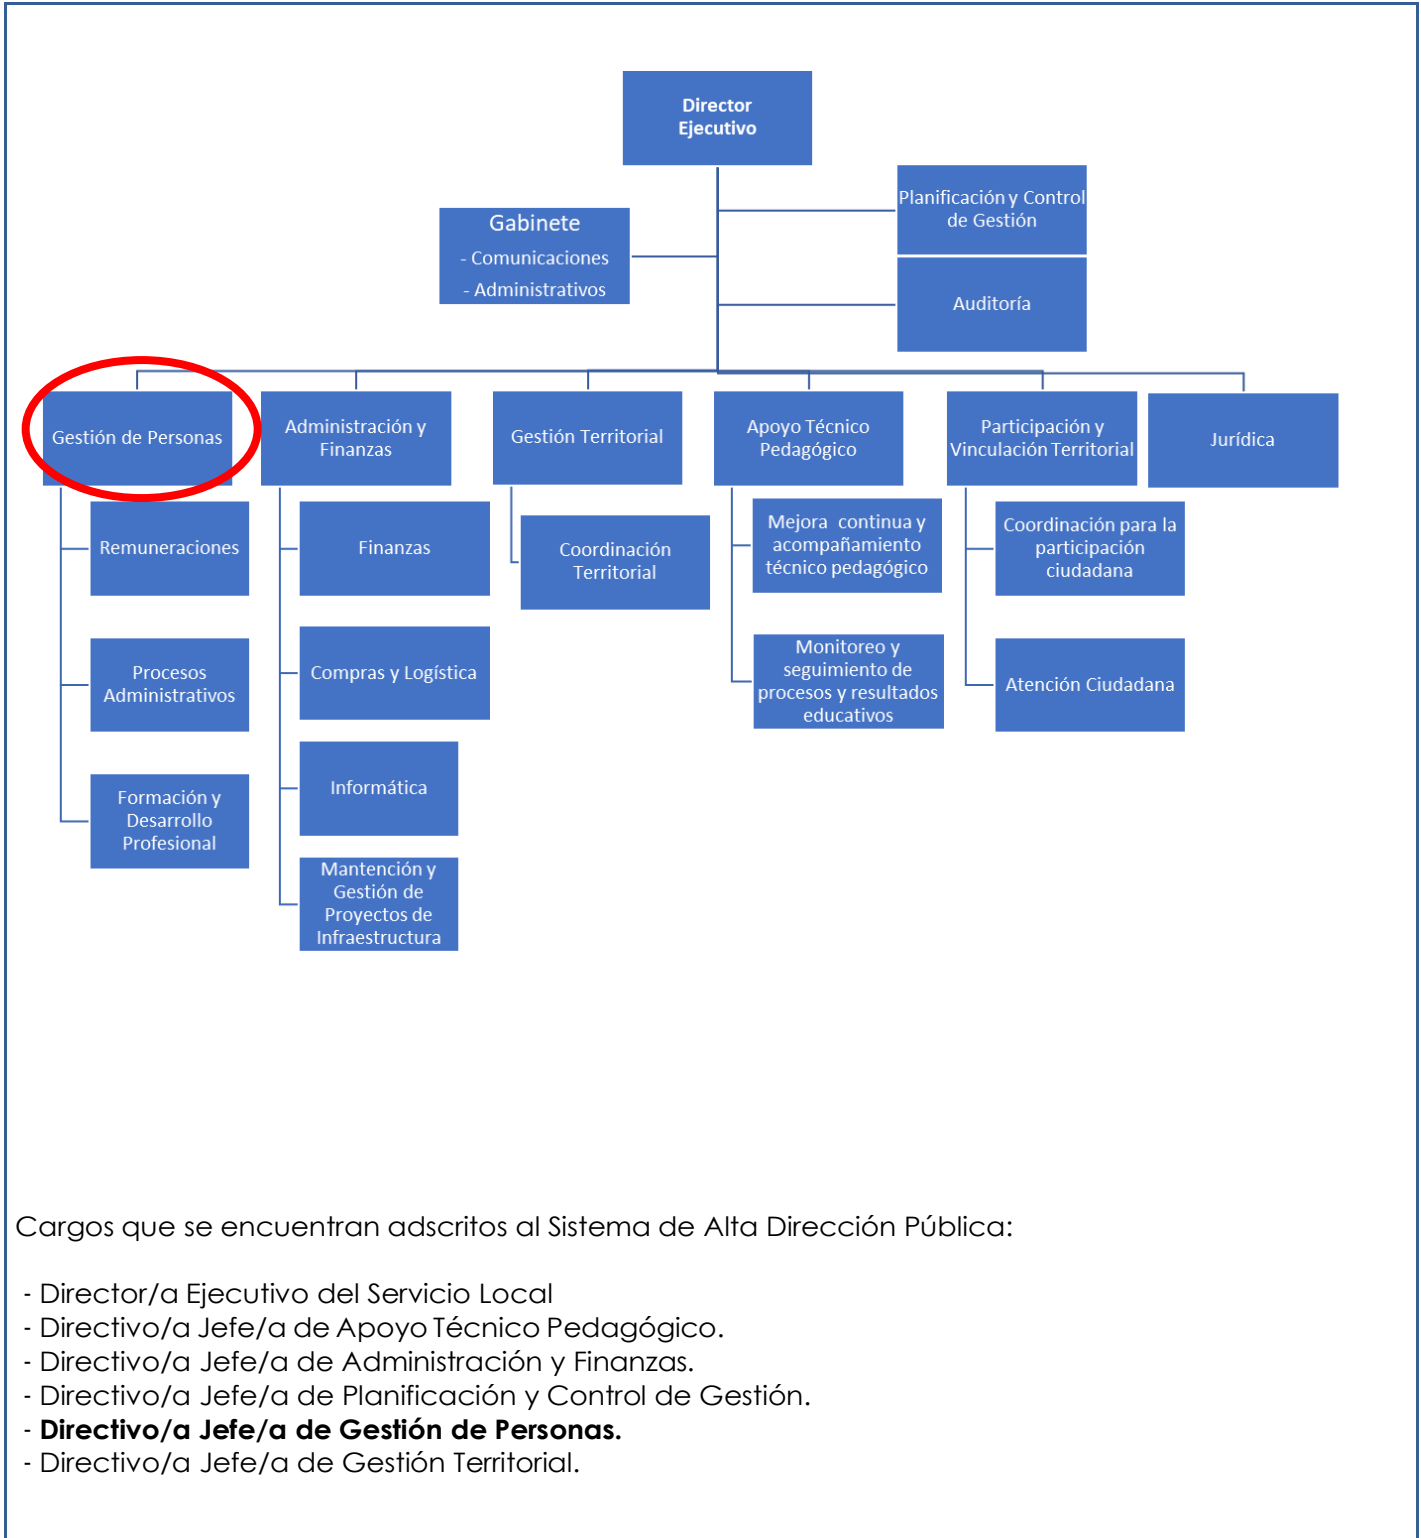 Director
Ejecutivo
Planificación y Control
de Gestión
Gabinete
- Comunicaciones
- Administrativos
Auditoría
Gestión de Personas
Administración y
Finanzas
Gestión Territorial
Apoyo Técnico
Pedagógico
Participación y
Vinculación Territorial
Jurídica
Remuneraciones
Procesos
Administrativos
Formación y
Desarrollo
Profesional
Finanzas
Compras y Logística
Informática
Mantención y
Gestión de
Proyectos de
Infraestructura
Coordinación
Territorial
Mejora continua y
acompañamiento
técnico pedagógico
Monitoreo y
seguimiento de
procesos y resultados
educativos
Coordinación para la
participación
ciudadana
Atención Ciudadana
Cargos que se encuentran adscritos al Sistema de Alta Dirección Pública:
- Director/a Ejecutivo del Servicio Local
- Directivo/a Jefe/a de Apoyo Técnico Pedagógico.
- Directivo/a Jefe/a de Administración y Finanzas.
- Directivo/a Jefe/a de Planificación y Control de Gestión.
- Directivo/a Jefe/a de Gestión de Personas.
- Directivo/a Jefe/a de Gestión Territorial.